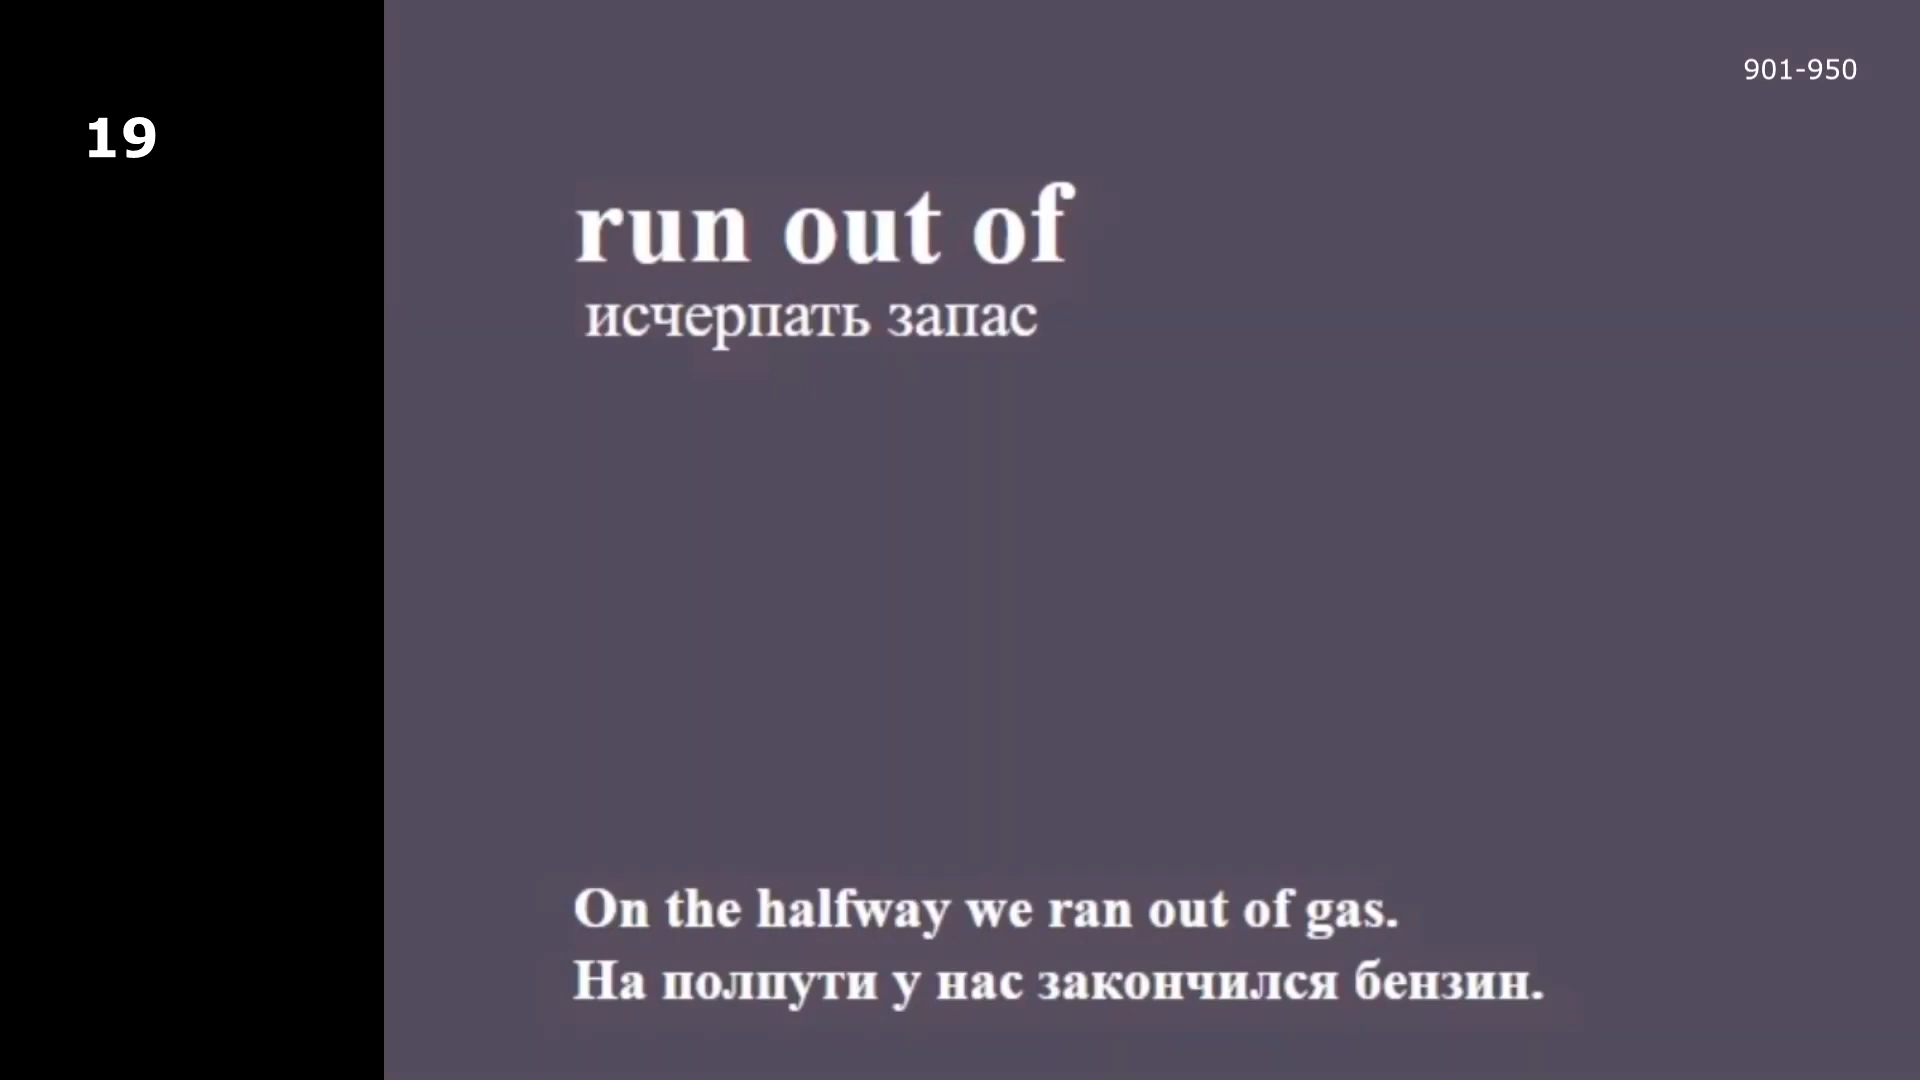 901-950
19
run out of
исчерпать запас
On the halfway we ran out of gas.
На полпути у нас закончился бензин.